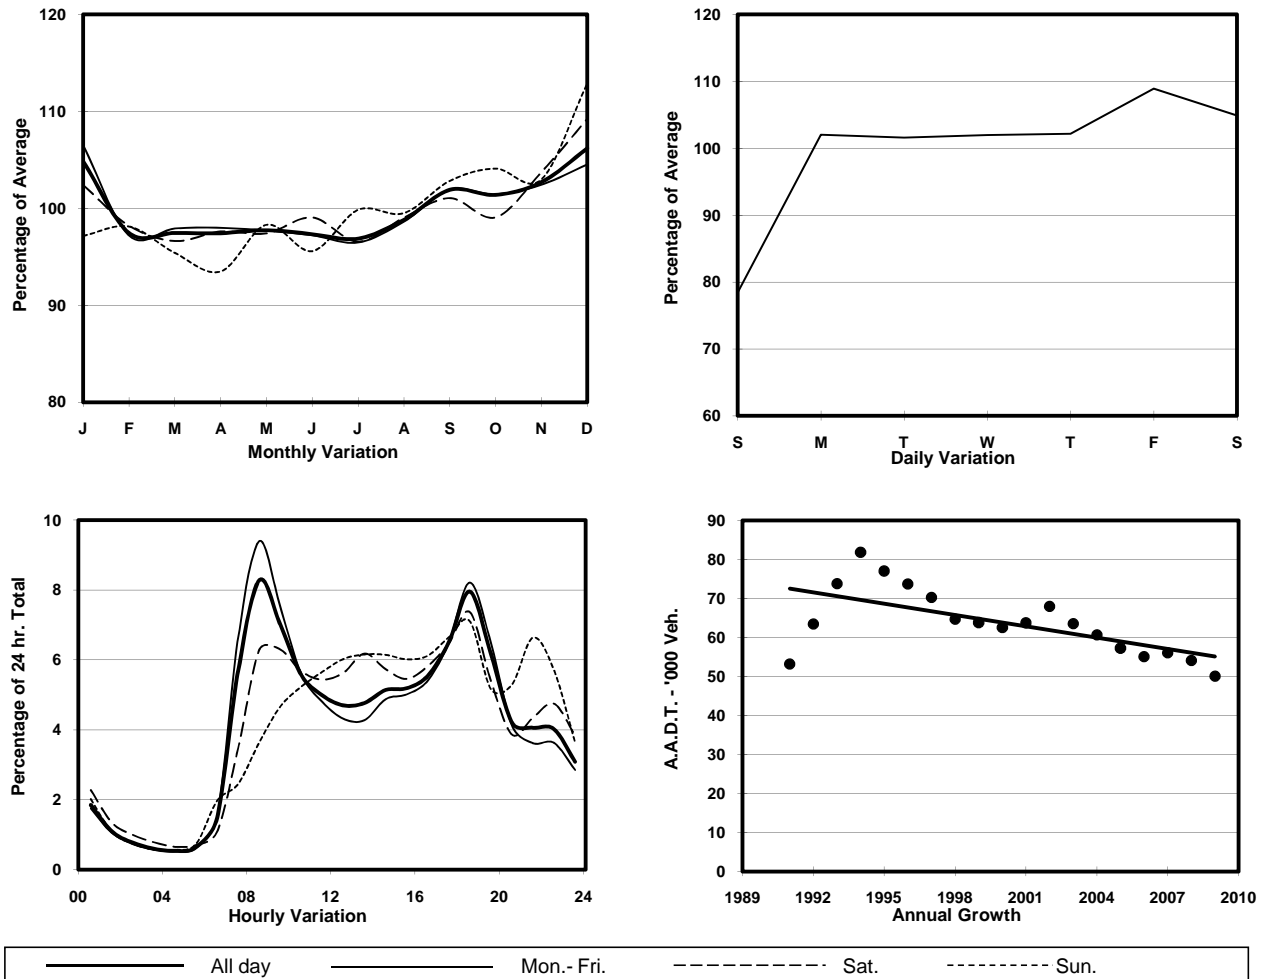 120
110
100
90
80
Percentage of Average
J F M A M J J A S O N D
Monthly Variation
120
110
100
90
80
70
60
Percentage of Average
S M T W T F S
Daily Variation
10
8
6
4
2
0
Percentage of 24 hr. Total
00 04 08 12 16 20 24
Hourly Variation
90
80
70
60
50
40
30
20
10
0
A.A.D.T. - '000 Veh.
1989 1992 1995 1998 2001 2004 2007 2010
Annual Growth
All day Mon.- Fri. Sat. Sun.